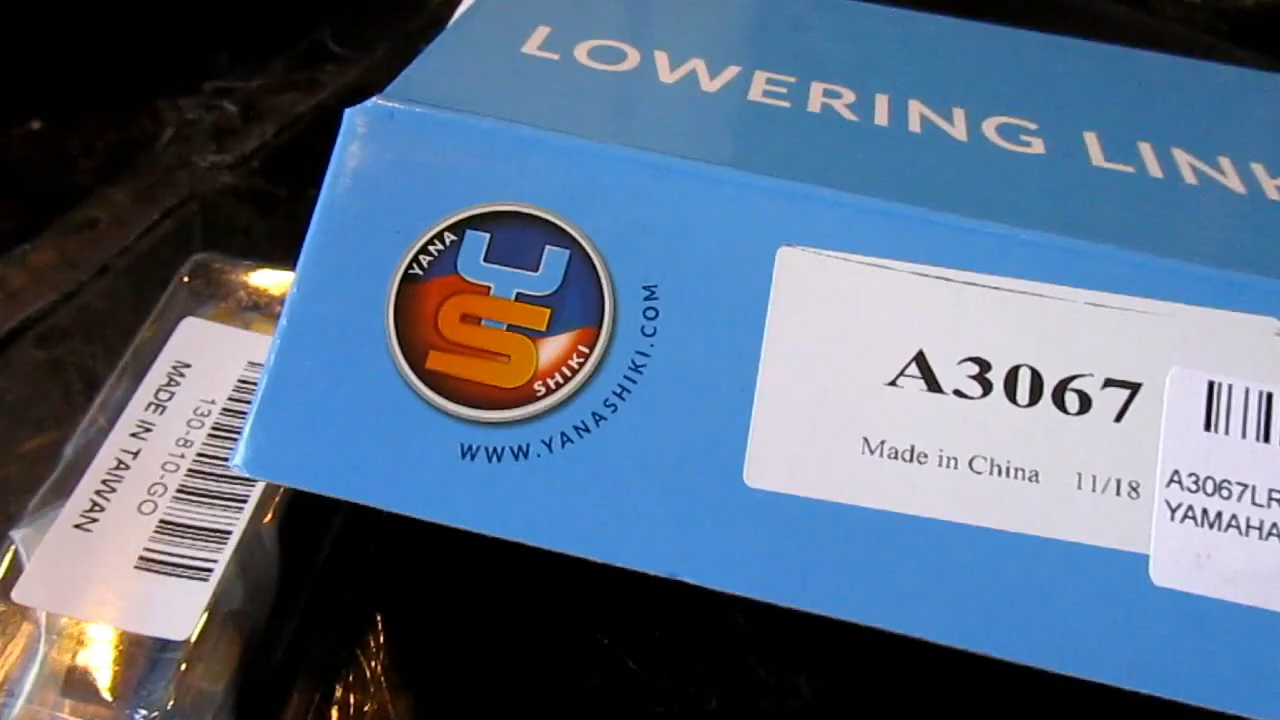 LOWERING LINK
YANA
YS
SHIKI
WWW.YANASHIKI.COM
A3067
Made in China 11/18
A3067LR
YAMAHA
130-810-GO
MADE IN TAIWAN